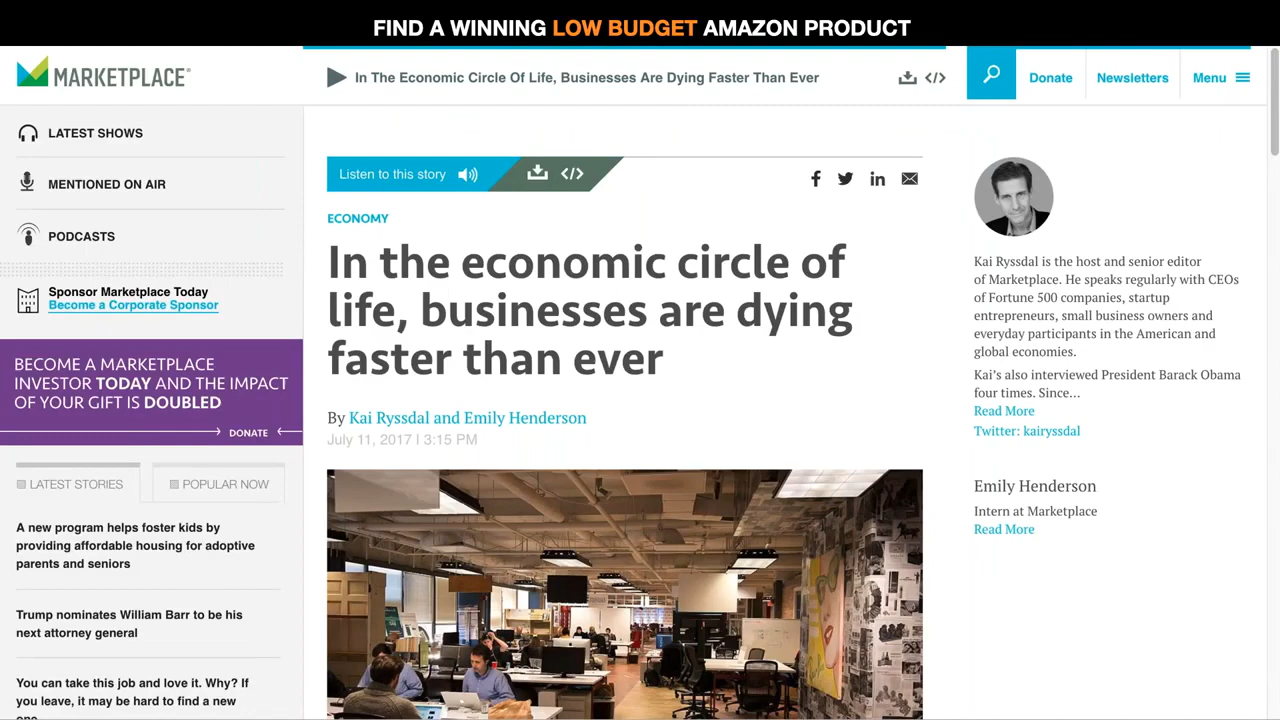 FIND A WINNING LOW BUDGET AMAZON PRODUCT
MARKETPLACE®
In The Economic Circle Of Life, Businesses Are Dying Faster Than Ever
Donate
Newsletters
Menu
LATEST SHOWS
MENTIONED ON AIR
PODCASTS
Sponsor Marketplace Today
Become a Corporate Sponsor
BECOME A MARKETPLACE
INVESTOR TODAY AND THE IMPACT
OF YOUR GIFT IS DOUBLED
DONATE
LATEST STORIES
POPULAR NOW
A new program helps foster kids by
providing affordable housing for adoptive
parents and seniors
Trump nominates William Barr to be his
next attorney general
You can take this job and love it. Why? If
you leave, it may be hard to find a new
one
Listen to this story
ECONOMY
In the economic circle of
life, businesses are dying
faster than ever
By Kai Ryssdal and Emily Henderson
July 11, 2017 | 3:15 PM
Kai Ryssdal is the host and senior editor
of Marketplace. He speaks regularly with CEOs
of Fortune 500 companies, startup
entrepreneurs, small business owners and
everyday participants in the American and
global economies.
Kai’s also interviewed President Barack Obama
four times. Since…
Read More
Twitter: kairyssdal
Emily Henderson
Intern at Marketplace
Read More